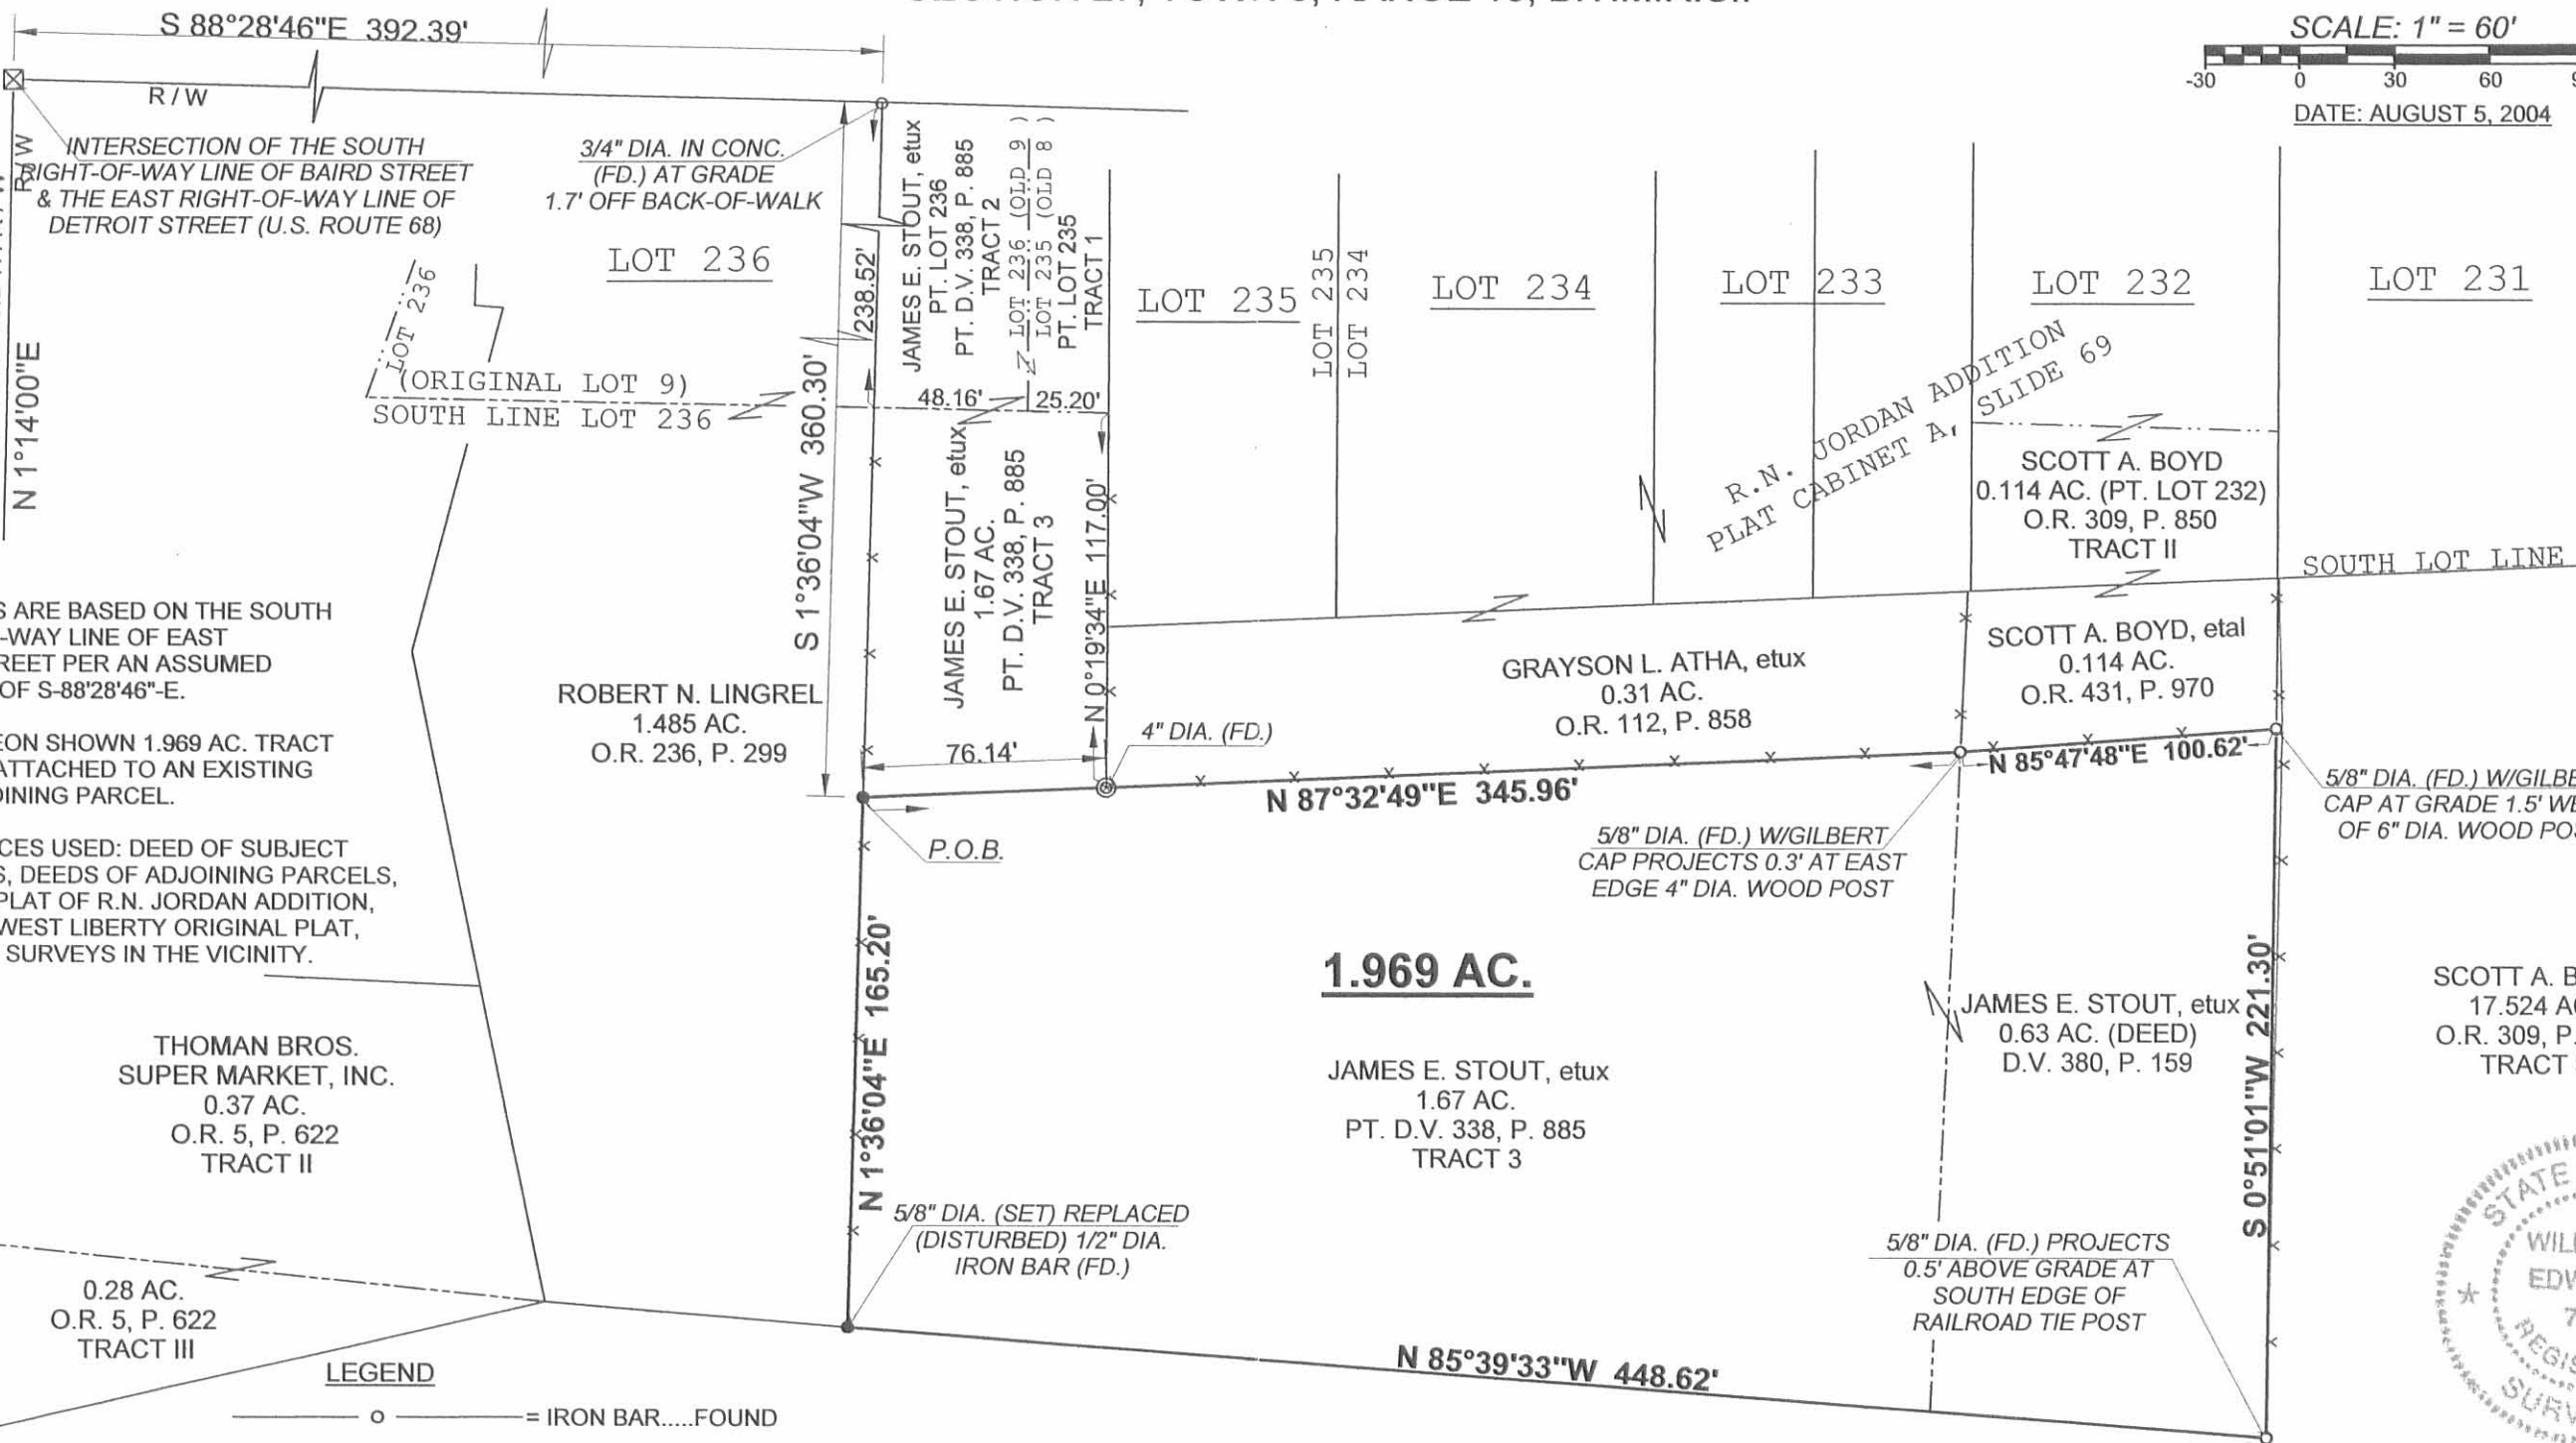 S 88°28'46"E 392.39'
SCALE: 1" = 60'
-30 0 30 60
DATE: AUGUST 5, 2004
R / W
R/W
INTERSECTION OF THE SOUTH
RIGHT-OF-WAY LINE OF BAIRD STREET
& THE EAST RIGHT-OF-WAY LINE OF
DETROIT STREET (U.S. ROUTE 68)
3/4" DIA. IN CONC.
(FD.) AT GRADE
1.7' OFF BACK-OF-WALK
LOT 236
LOT 236
(ORIGINAL LOT 9)
SOUTH LINE LOT 236
N 1°14'00"E
238.52'
S 1°36'04"W 360.30'
JAMES E. STOUT, etux
PT. LOT 236
PT. D.V. 338, P. 885
TRACT 2
LOT 236 (OLD 9 )
LOT 235 (OLD 8 )
PT. LOT 235
TRACT 1
48.16'
25.20'
JAMES E. STOUT, etux
1.67 AC.
PT. D.V. 338, P. 885
TRACT 3
N 0°19'34"E 117.00'
LOT 235
LOT 235
LOT 234
LOT 234
LOT 233
LOT 232
LOT 231
R.N. JORDAN ADDITION
PLAT CABINET A, SLIDE 69
SCOTT A. BOYD
0.114 AC. (PT. LOT 232)
O.R. 309, P. 850
TRACT II
SOUTH LOT LINE
SCOTT A. BOYD, etal
0.114 AC.
O.R. 431, P. 970
GRAYSON L. ATHA, etux
0.31 AC.
O.R. 112, P. 858
ARE BASED ON THE SOUTH
-WAY LINE OF EAST
REET PER AN ASSUMED
OF S-88'28'46"-E.
EON SHOWN 1.969 AC. TRACT
ATTACHED TO AN EXISTING
OINING PARCEL.
CES USED: DEED OF SUBJECT
S, DEEDS OF ADJOINING PARCELS,
PLAT OF R.N. JORDAN ADDITION,
WEST LIBERTY ORIGINAL PLAT,
SURVEYS IN THE VICINITY.
ROBERT N. LINGREL
1.485 AC.
O.R. 236, P. 299
76.14'
4" DIA. (FD.)
P.O.B.
N 87°32'49"E 345.96'
N 85°47'48"E 100.62'
5/8" DIA. (FD.) W/GILBERT
CAP PROJECTS 0.3' AT EAST
EDGE 4" DIA. WOOD POST
5/8" DIA. (FD.) W/GILBE
CAP AT GRADE 1.5' WE
OF 6" DIA. WOOD POS
1.969 AC.
JAMES E. STOUT, etux
1.67 AC.
PT. D.V. 338, P. 885
TRACT 3
N 1°36'04"E 165.20'
JAMES E. STOUT, etux
0.63 AC. (DEED)
D.V. 380, P. 159
S 0°51'01"W 221.30'
SCOTT A. B
17.524 A
O.R. 309, P.
TRACT
THOMAN BROS.
SUPER MARKET, INC.
0.37 AC.
O.R. 5, P. 622
TRACT II
0.28 AC.
O.R. 5, P. 622
TRACT III
5/8" DIA. (SET) REPLACED
(DISTURBED) 1/2" DIA.
IRON BAR (FD.)
5/8" DIA. (FD.) PROJECTS
0.5' ABOVE GRADE AT
SOUTH EDGE OF
RAILROAD TIE POST
N 85°39'33"W 448.62'
LEGEND
= IRON BAR.....FOUND
STATE
WIL
EDW
7
REGIS
SURV